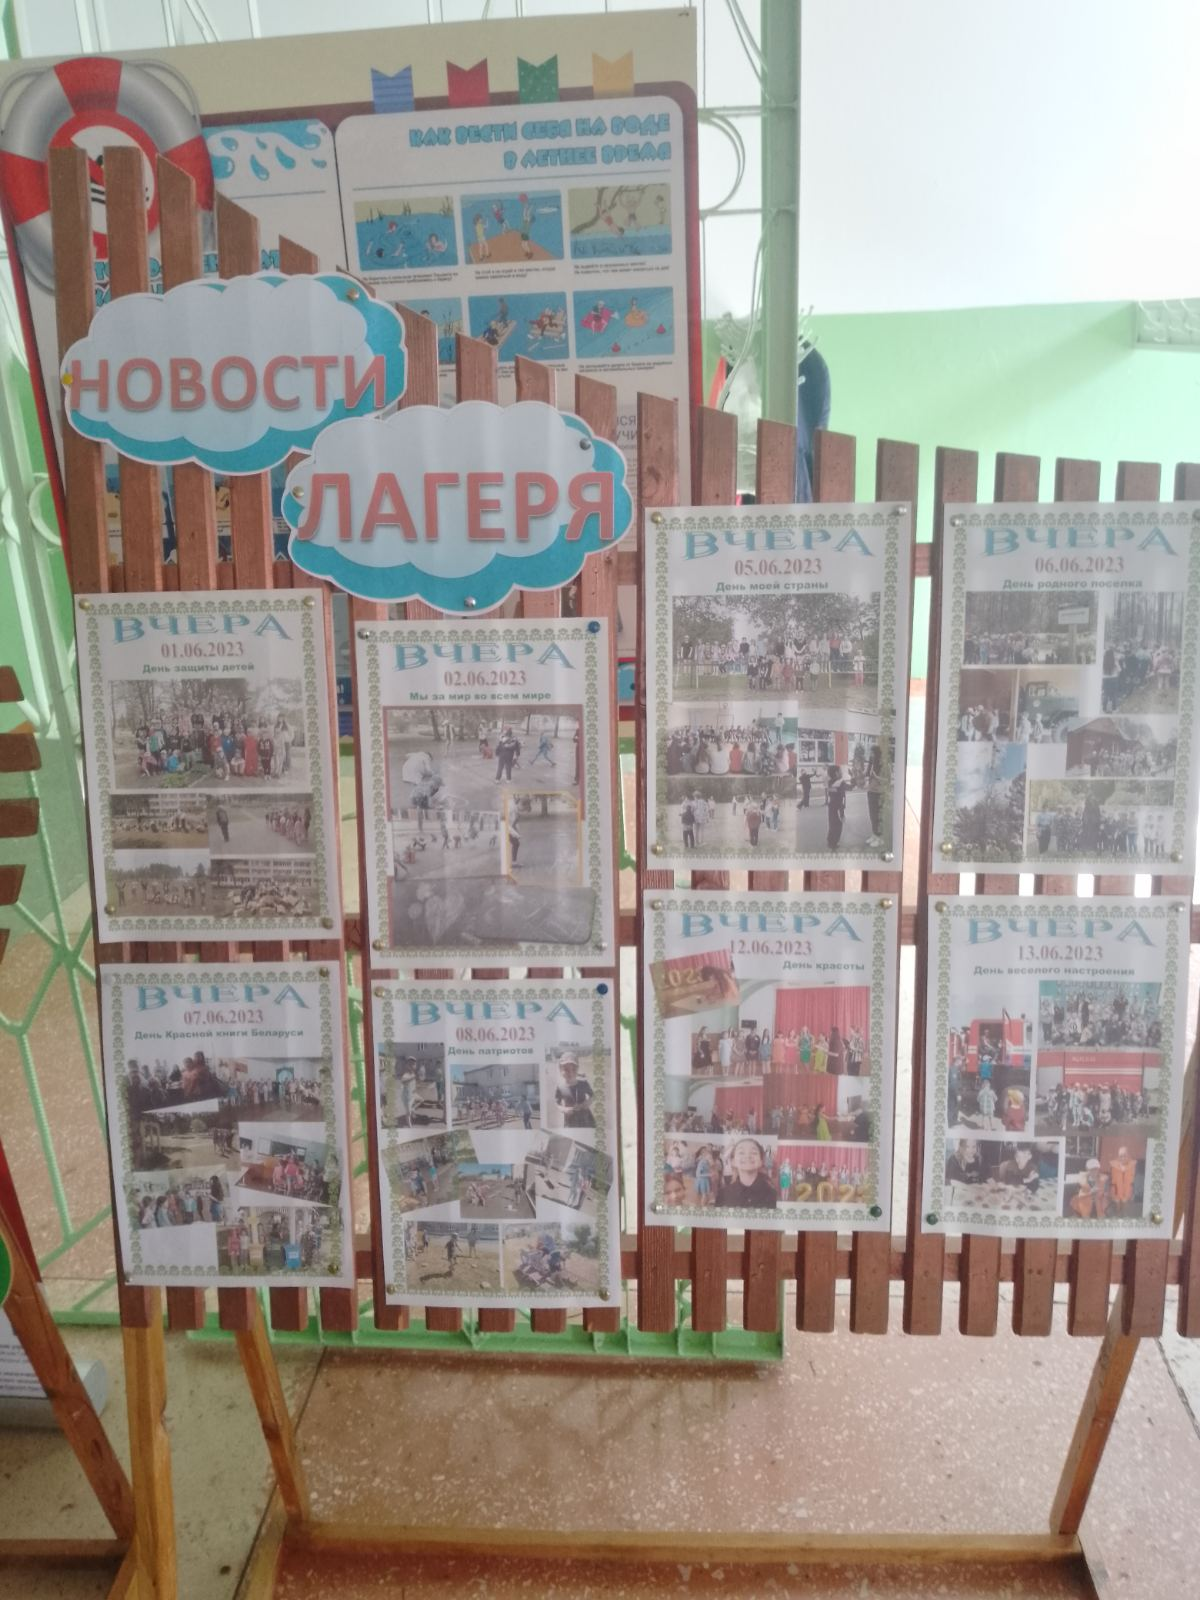 КАК ВЕСТИ СЕБЯ НА ВОДЕ
В ЛЕТНЕЕ ВРЕМЯ
НОВОСТИ
ЛАГЕРЯ
ВЧЕРА
01.06.2023
День защиты детей
ВЧЕРА
02.06.2023
Мы за мир во всем мире
ВЧЕРА
05.06.2023
День моей страны
ВЧЕРА
06.06.2023
День родного поселка
ВЧЕРА
07.06.2023
День Красной книги Беларуси
ВЧЕРА
08.06.2023
День патриотов
ВЧЕРА
12.06.2023
День красоты
ВЧЕРА
13.06.2023
День веселого настроения